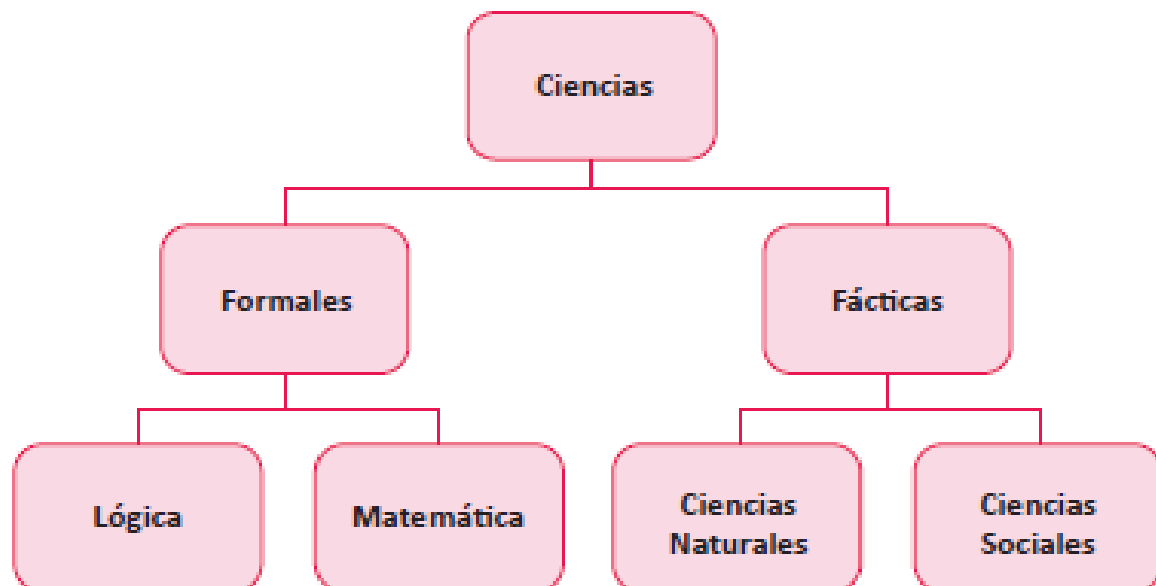 Ciencias
Formales
Fácticas
Lógica
Matemática
Ciencias
Naturales
Ciencias
Sociales